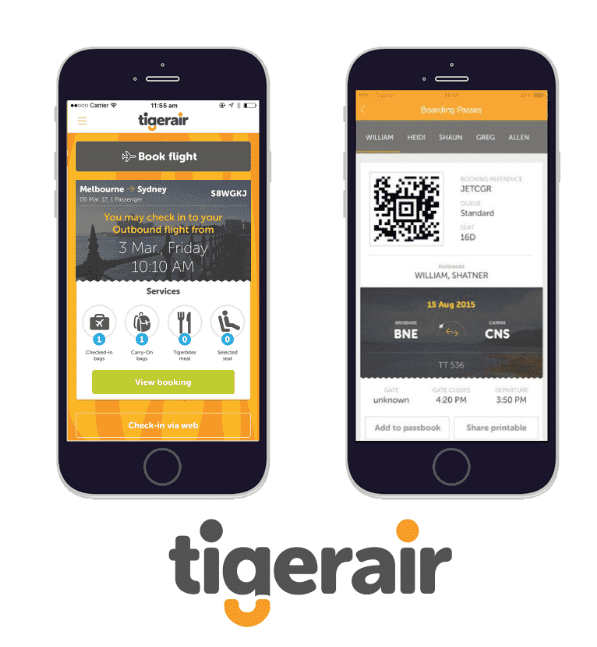 Carrier 11:55 am
tigerair
Book flight
Melbourne → Sydney
06 Mar, 17, 1 Passenger
S8WGKJ
You may check in to your
Outbound flight from
3 Mar., Friday
10:10 AM
Services
1 1 0 0
Checked-in bags
Carry-On bags
Tigerbites meal
Selected seat
View booking
Check-in via web
Boarding Passes
WILLIAM HEIDI SHAUN GREG ALLEN
BOOKING REFERENCE
JETCGR
QUEUE
Standard
SEAT
16D
PASSENGER
WILLIAM, SHATNER
15 Aug 2015
BRISBANE
BNE
CAIRNS
CNS
TT 536
GATE GATE CLOSES DEPARTURE
unknown 4:20 PM 3:50 PM
Add to passbook Share printable
tigerair